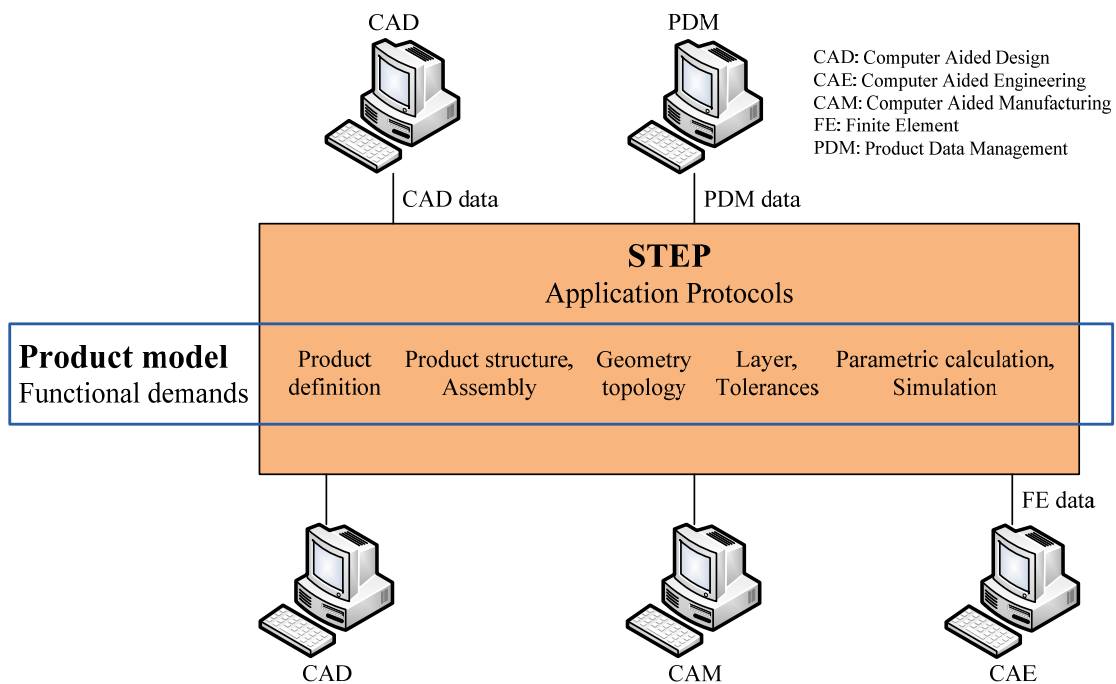 CAD
PDM
CAD: Computer Aided Design
CAE: Computer Aided Engineering
CAM: Computer Aided Manufacturing
FE: Finite Element
PDM: Product Data Management
CAD data
PDM data
STEP
Application Protocols
Product model
Functional demands
Product
definition
Product structure,
Assembly
Geometry
topology
Layer,
Tolerances
Parametric calculation,
Simulation
FE data
CAD
CAM
CAE